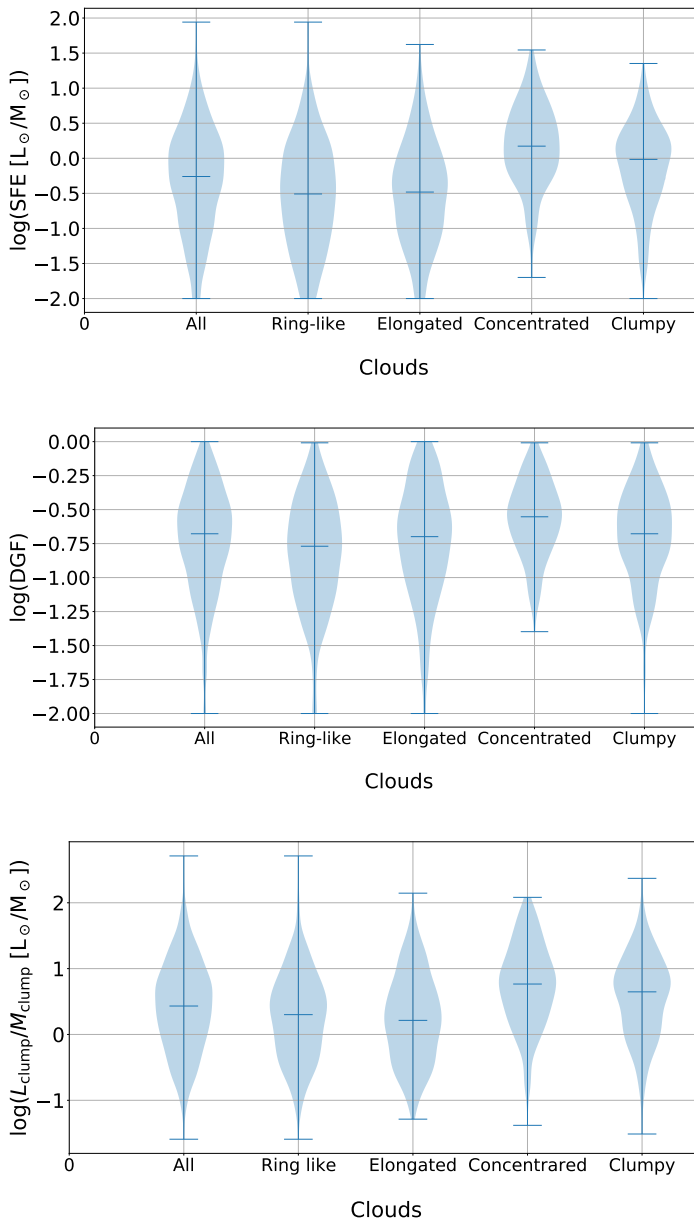 log(SFE [L⊙/M⊙])
2.0
1.5
1.0
0.5
0.0
−0.5
−1.0
−1.5
−2.0
0 All Ring-like Elongated Concentrated Clumpy
Clouds
log(DGF)
0.00
−0.25
−0.50
−0.75
−1.00
−1.25
−1.50
−1.75
−2.00
0 All Ring-like Elongated Concentrated Clumpy
Clouds
log(Lclump/Mclump [L⊙/M⊙])
2
1
0
−1
0 All Ring like Elongated Concentrared Clumpy
Clouds